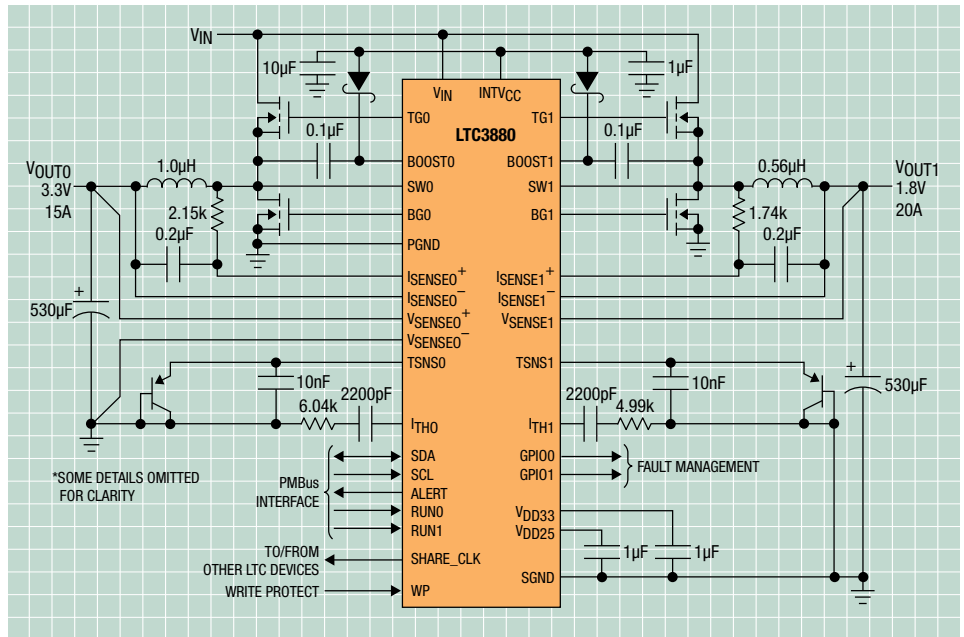 VIN
10µF
1µF
VIN
INTVCC
LTC3880
TG0
TG1
0.1µF
0.1µF
BOOST0
BOOST1
VOUT0
3.3V
15A
1.0µH
0.56µH
VOUT1
1.8V
20A
SW0
SW1
2.15k
BG0
BG1
1.74k
0.2µF
PGND
0.2µF
ISENSE0+
ISENSE1+
ISENSE0–
ISENSE1–
VSENSE0+
VSENSE1
VSENSE0–
+
530µF
+
530µF
TSNS0
TSNS1
10nF
10nF
2200pF
2200pF
6.04k
4.99k
ITH0
ITH1
*SOME DETAILS OMITTED
FOR CLARITY
PMBus
INTERFACE
SDA
SCL
ALERT
RUN0
RUN1
GPIO0
GPIO1
FAULT MANAGEMENT
VDD33
VDD25
1µF
1µF
TO/FROM
OTHER LTC DEVICES
SHARE_CLK
SGND
WRITE PROTECT
WP